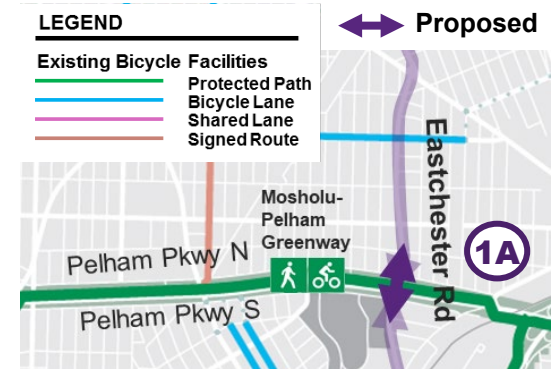 LEGEND
Proposed
Existing Bicycle Facilities
Protected Path
Bicycle Lane
Shared Lane
Signed Route
Eastchester Rd
Mosholu-
Pelham
Greenway
1A
Pelham Pkwy N
Pelham Pkwy S